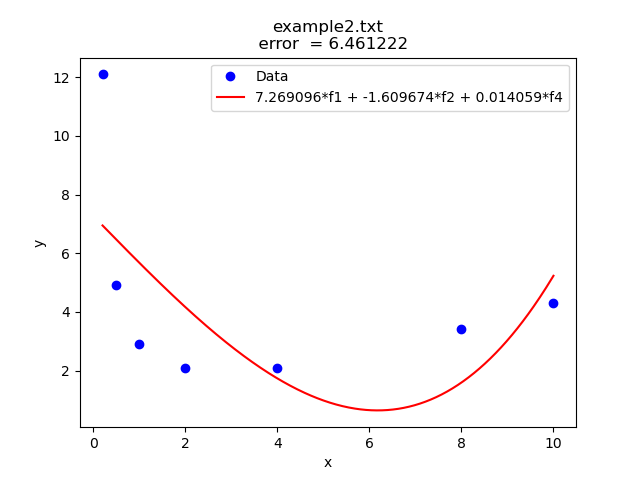 example2.txt
error  = 6.461222
Data
7.269096*f1 + -1.609674*f2 + 0.014059*f4
12
10
8
6
4
2
y
0
2
4
6
8
10
x